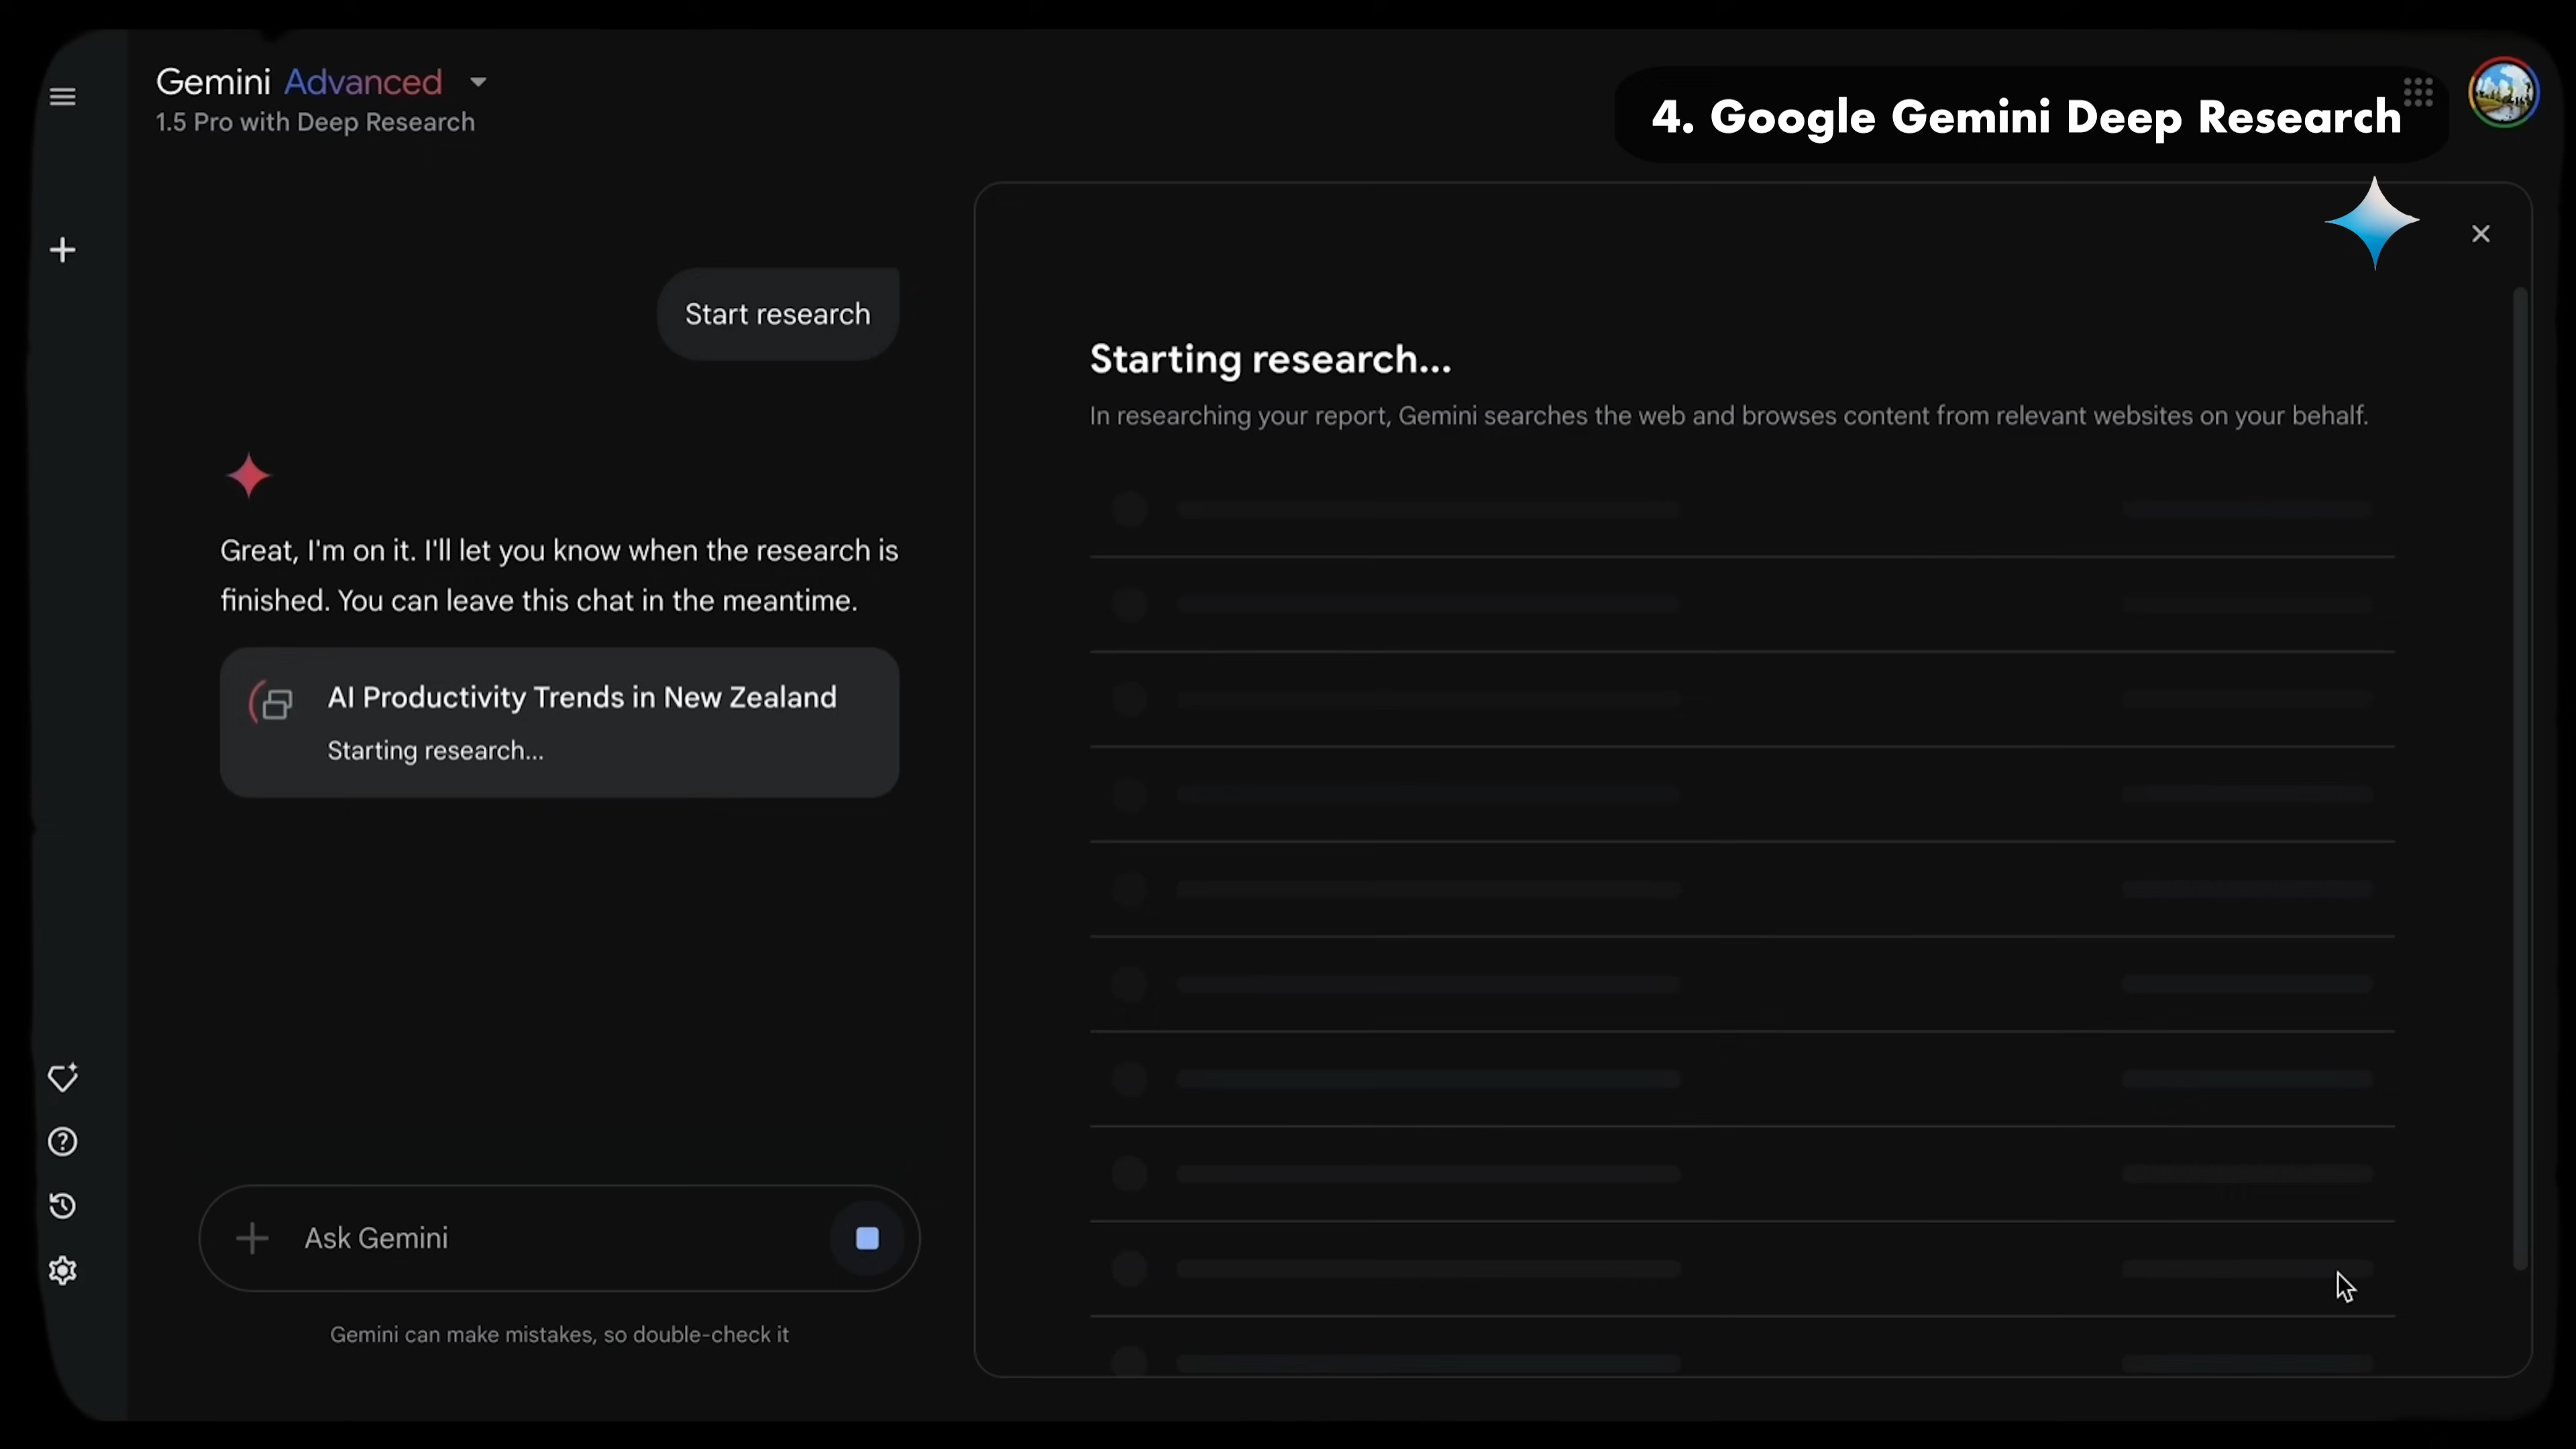 Gemini Advanced
1.5 Pro with Deep Research
4. Google Gemini Deep Research
Start research
Great, I'm on it. I'll let you know when the research is
finished. You can leave this chat in the meantime.
AI Productivity Trends in New Zealand
Starting research...
Ask Gemini
Gemini can make mistakes, so double-check it
Starting research...
In researching your report, Gemini searches the web and browses content from relevant websites on your behalf.